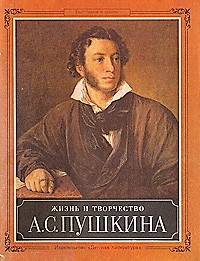 ЖИЗНЬ И ТВОРЧЕСТВО
А.С.ПУШКИНА
Издательство «Детская литература»